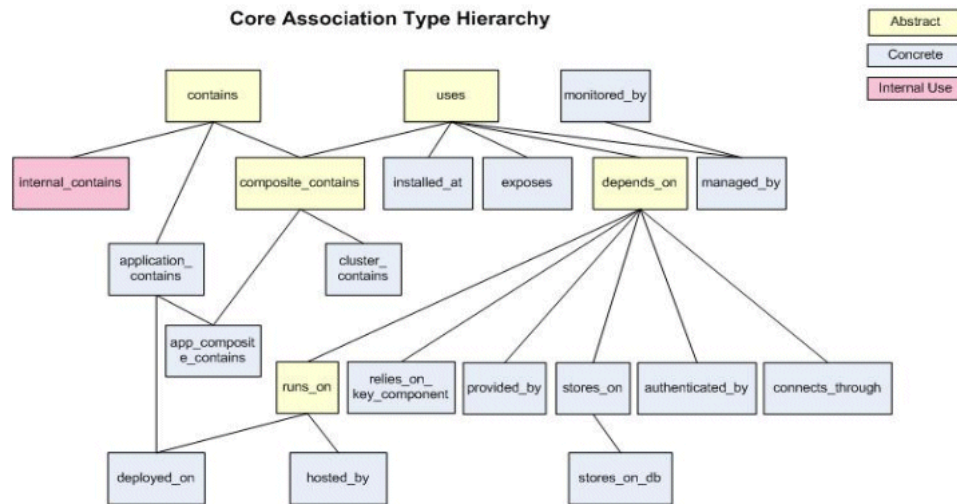 Core Association Type Hierarchy
Abstract
Concrete
Internal Use
contains
uses
monitored_by
internal_contains
composite_contains
installed_at
exposes
depends_on
managed_by
application_
contains
cluster_
contains
app_composit
e_contains
runs_on
relies_on_
key_component
provided_by
stores_on
authenticated_by
connects_through
deployed_on
hosted_by
stores_on_db